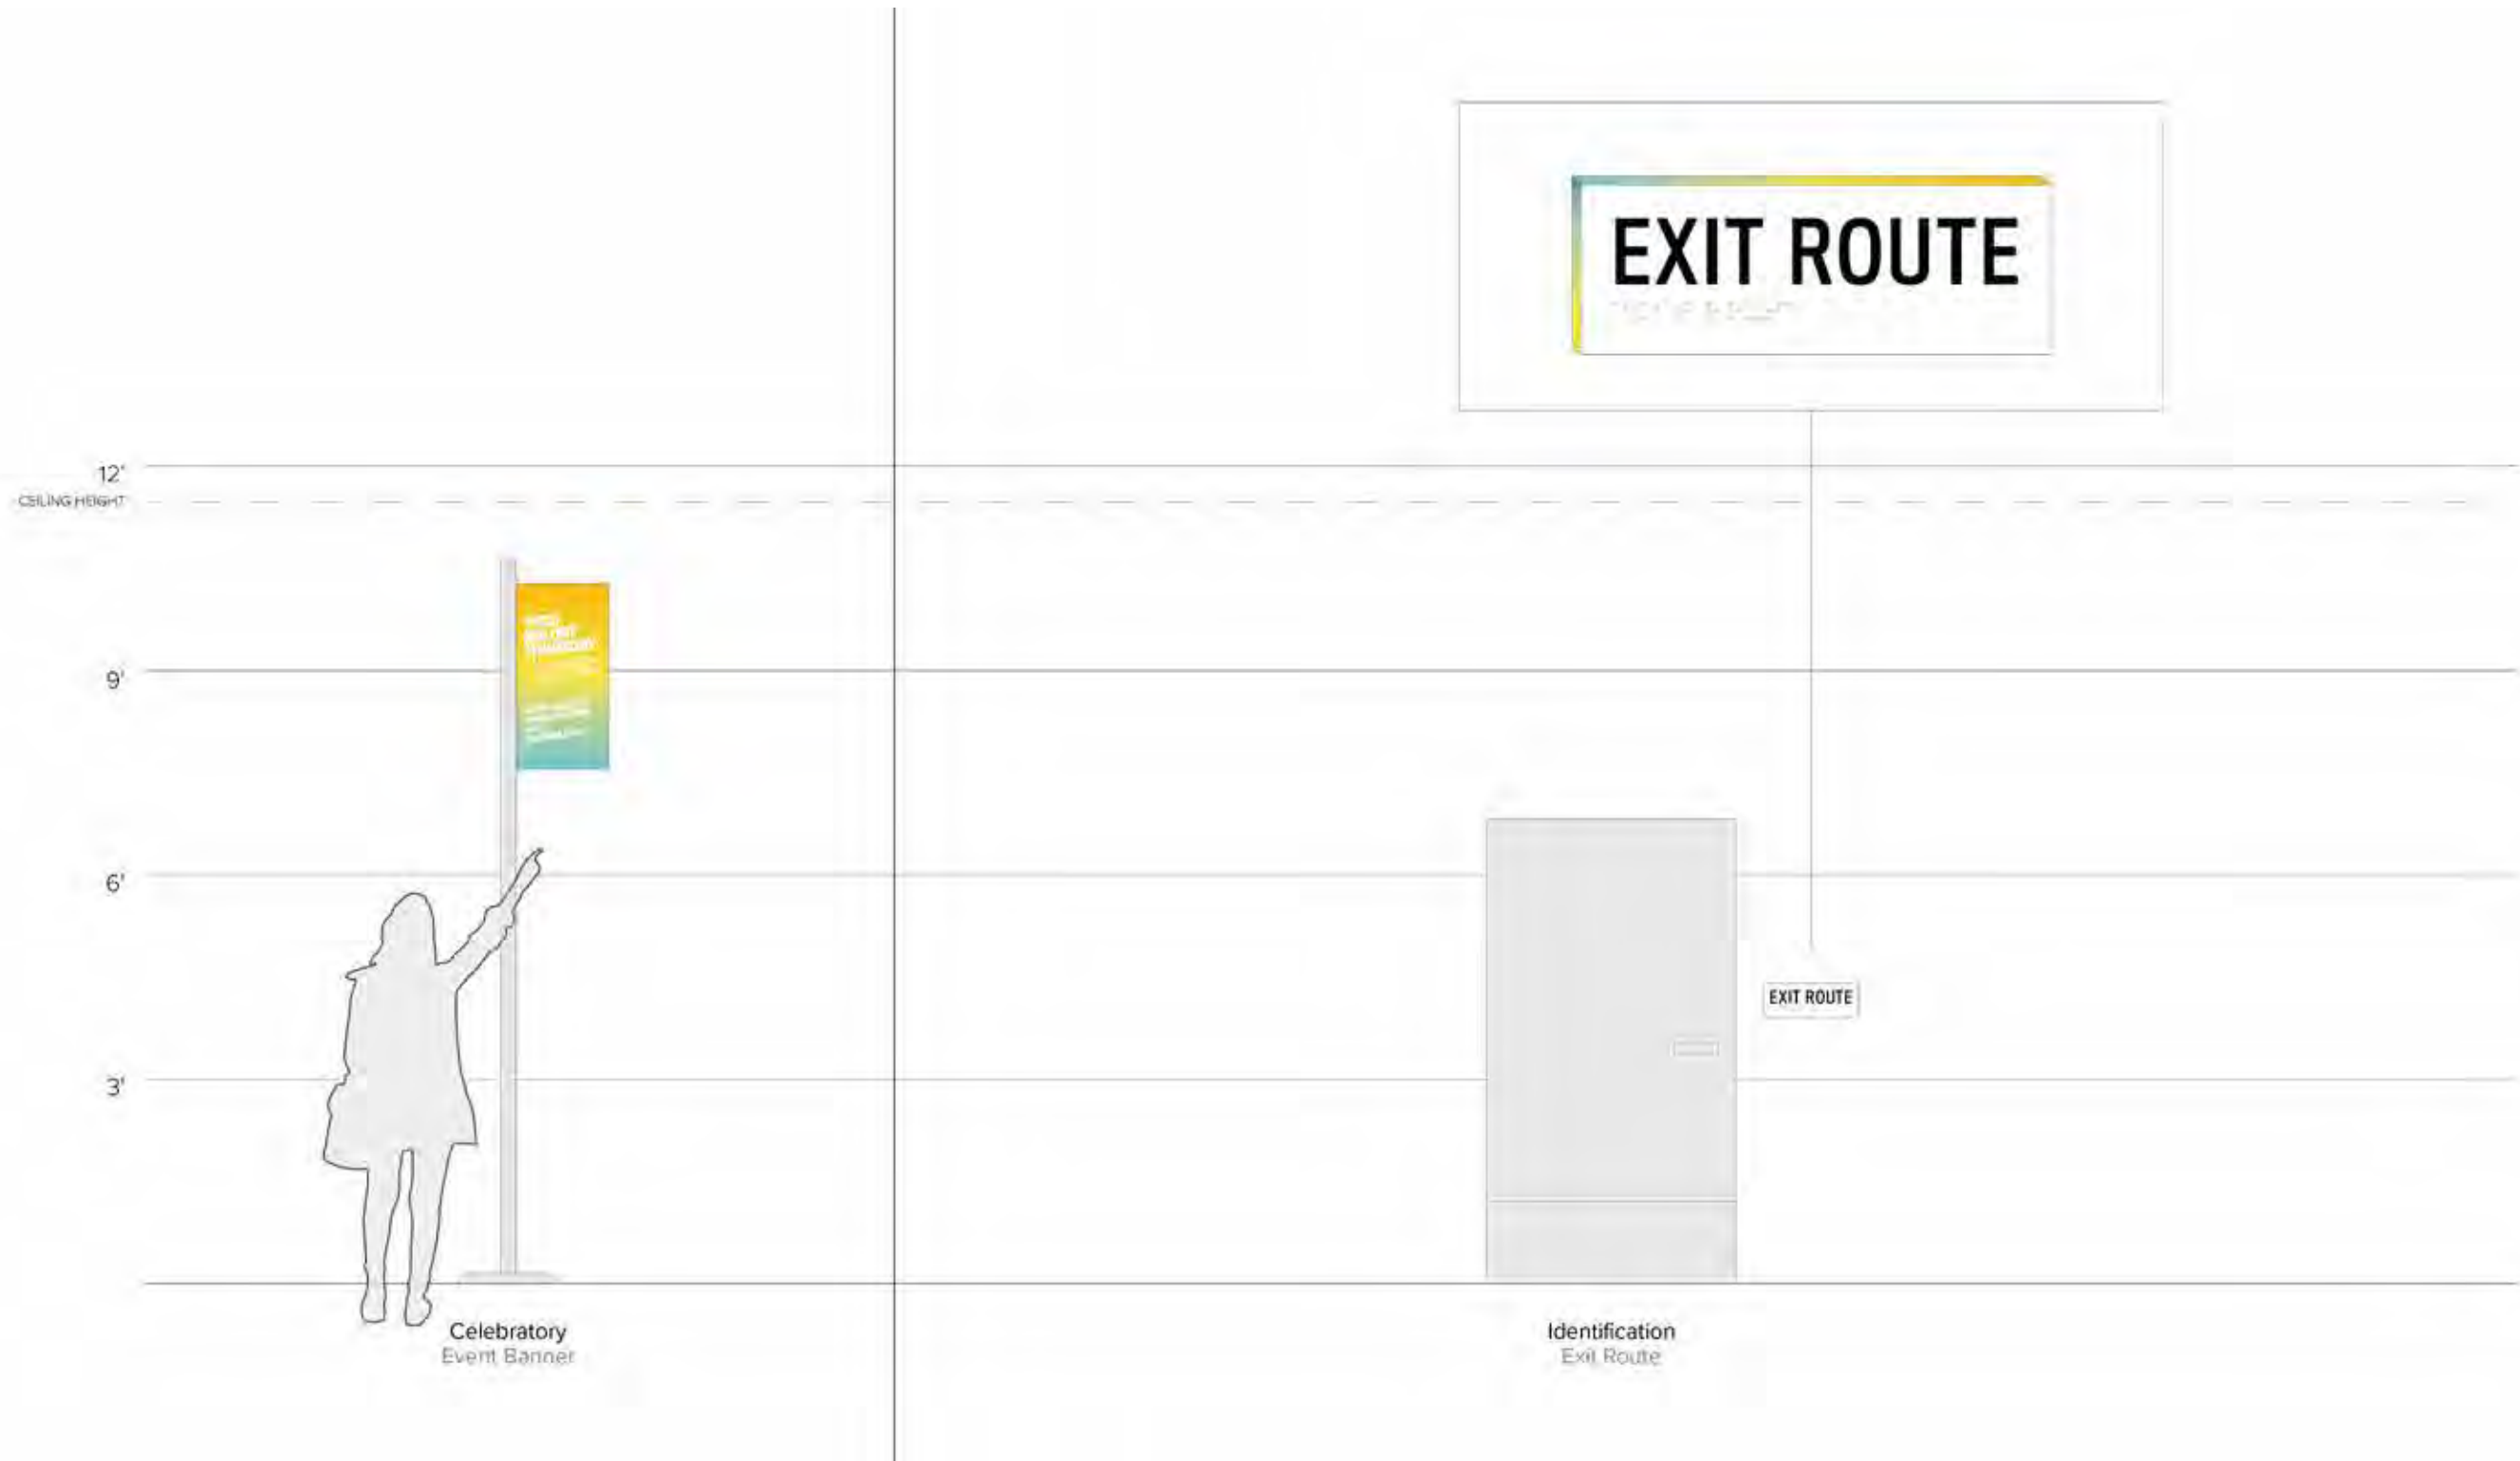 EXIT ROUTE
12'
CEILING HEIGHT
9'
6'
EXIT ROUTE
3'
Celebratory
Event Banner
Identification
Exit Route